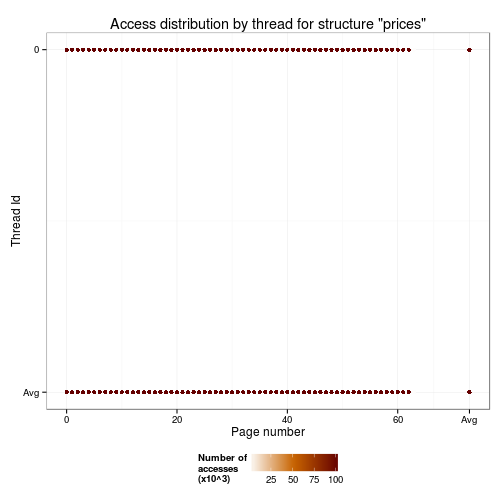 Access distribution by thread for structure "prices"
0
Thread Id
Avg
0 20 40 60 Avg
Page number
Number of
accesses
(x10^3)
25 50 75 100